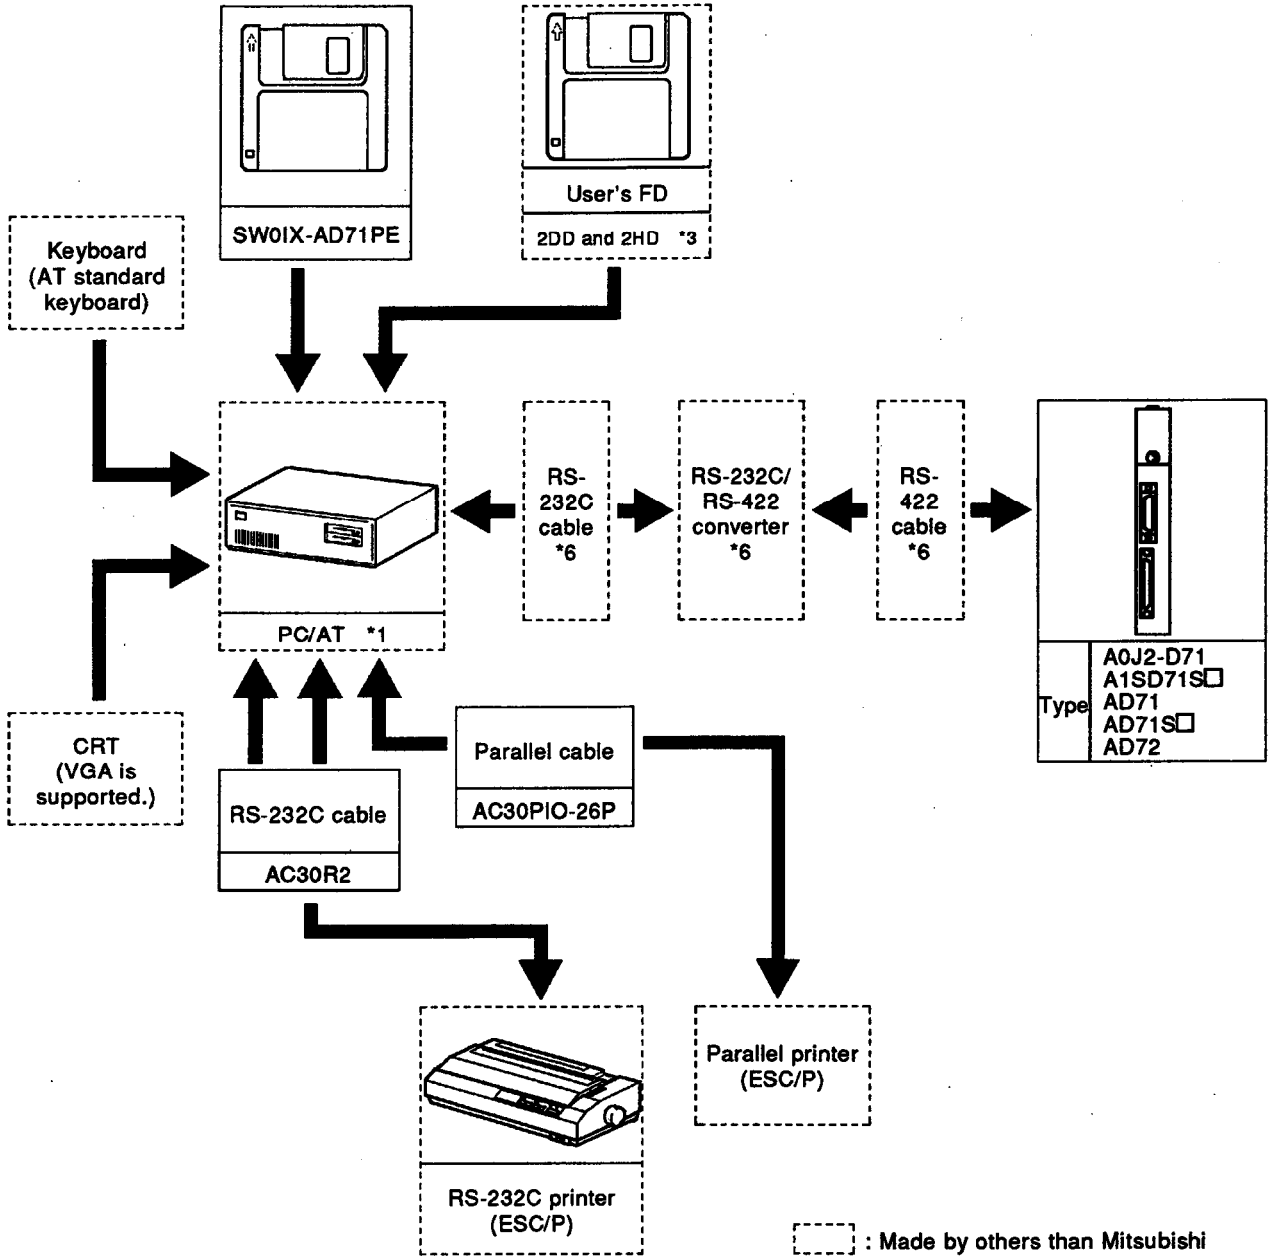 SW0IX-AD71PE
User's FD
2DD and 2HD *3
Keyboard
(AT standard
keyboard)
RS-
232C
cable
*6
RS-232C/
RS-422
converter
*6
RS-
422
cable
*6
PC/AT *1
Type
A0J2-D71
A1SD71S□
AD71
AD71S□
AD72
CRT
(VGA is
supported.)
Parallel cable
AC30PIO-26P
RS-232C cable
AC30R2
Parallel printer
(ESC/P)
RS-232C printer
(ESC/P)
: Made by others than Mitsubishi